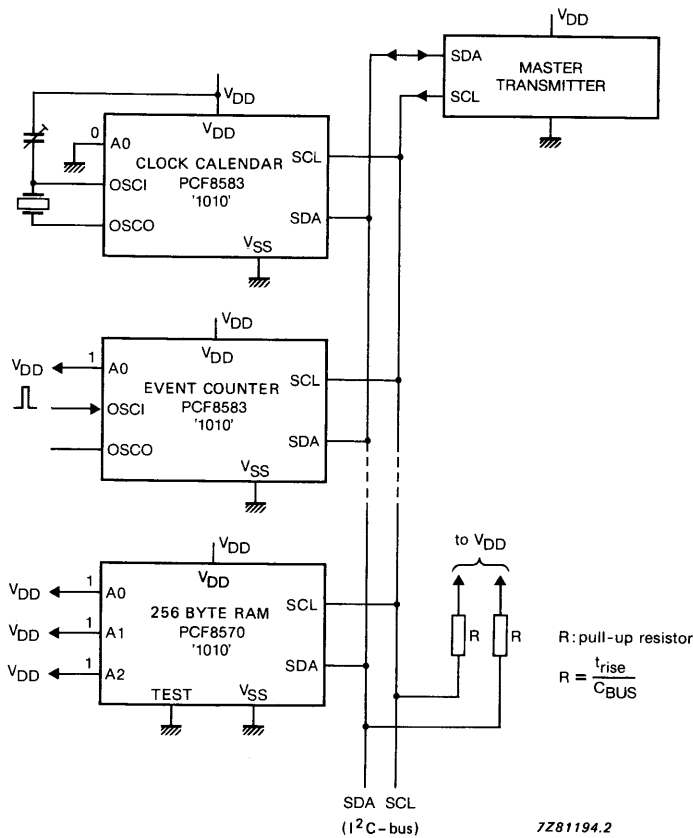 VDD
SDA
MASTER
TRANSMITTER
SCL
VDD
VDD
0
A0
CLOCK CALENDAR
PCF8583
'1010'
SCL
OSCI
SDA
OSCO
VSS
VDD
VDD
VDD
1
A0
EVENT COUNTER
PCF8583
'1010'
SCL
OSCI
SDA
OSCO
VSS
VDD
VDD
to VDD
VDD
1
A0
256 BYTE RAM
PCF8570
'1010'
SCL
VDD
1
A1
R
R
R: pull-up resistor
VDD
1
A2
SDA
R = trise / CBUS
TEST
VSS
SDA SCL
(I²C-bus)
7Z81194.2